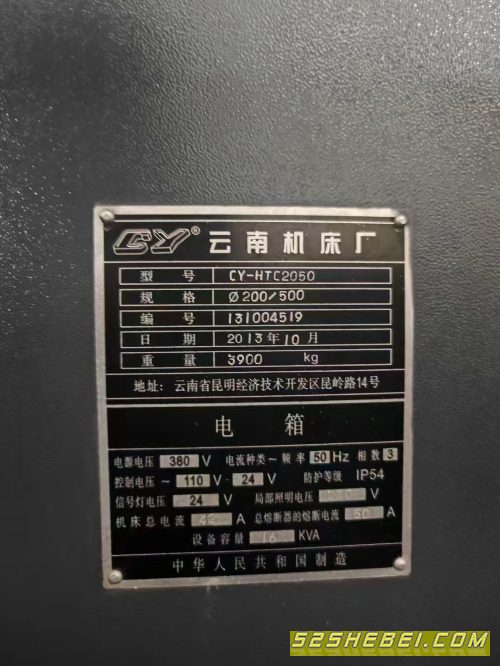 CY® 云南机床厂
型 号 CY-HTC2050
规 格 Ø200/500
编 号 131004519
日 期 2013年10月
重 量 3900 kg
地址: 云南省昆明经济技术开发区昆岭路14号
电 箱
电源电压 380 V 电流种类~ 频率 50 Hz 相数 3
控制电压~ 110 V- 24 V 防护等级 IP54
信号灯电压 24 V 局部照明电压 V
机床总电流 42 A 总熔断器的熔断电流 50 A
设备容量 16 KVA
中华人民共和国制造
52SHEBEI.COM